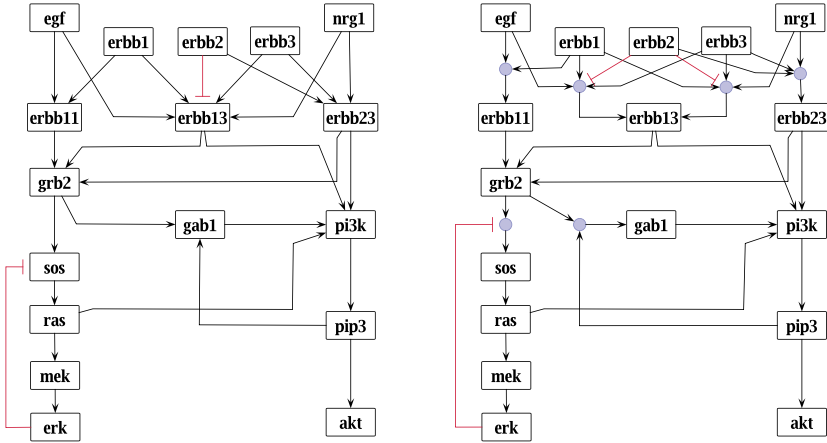 egf
nrg1
erbb1
erbb2
erbb3
erbb11
erbb13
erbb23
grb2
gab1
pi3k
sos
ras
pip3
mek
erk
akt
egf
nrg1
erbb1
erbb2
erbb3
erbb11
erbb13
erbb23
grb2
gab1
pi3k
sos
ras
pip3
mek
erk
akt